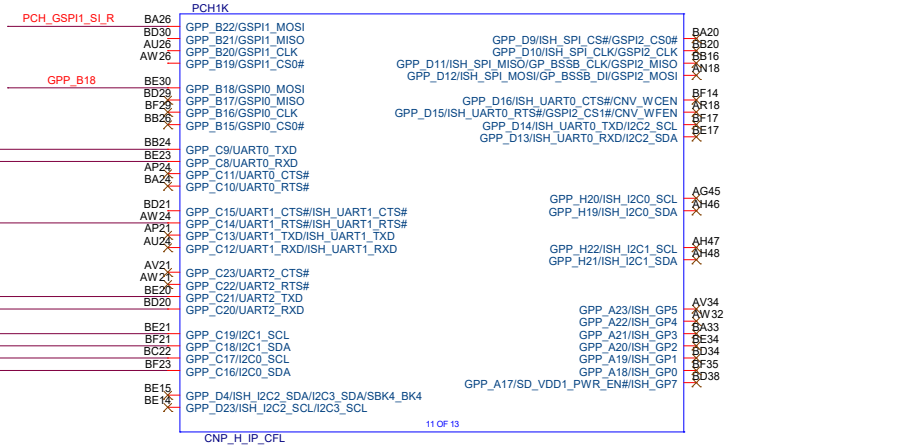 PCH1K
PCH_GSPI1_SI_R BA26 GPP_B22/GSPI1_MOSI
BD30 GPP_B21/GSPI1_MISO
AU26 GPP_B20/GSPI1_CLK
AW26 GPP_B19/GSPI1_CS0#
GPP_B18 BE30 GPP_B18/GSPI0_MOSI
BD29 GPP_B17/GSPI0_MISO
BF29 GPP_B16/GSPI0_CLK
BB26 GPP_B15/GSPI0_CS0#
BB24 GPP_C9/UART0_TXD
BE23 GPP_C8/UART0_RXD
AP24 GPP_C11/UART0_CTS#
BA24 GPP_C10/UART0_RTS#
BD21 GPP_C15/UART1_CTS#/ISH_UART1_CTS#
AW24 GPP_C14/UART1_RTS#/ISH_UART1_RTS#
AP21 GPP_C13/UART1_TXD/ISH_UART1_TXD
AU24 GPP_C12/UART1_RXD/ISH_UART1_RXD
AV21 GPP_C23/UART2_CTS#
AW21 GPP_C22/UART2_RTS#
BE20 GPP_C21/UART2_TXD
BD20 GPP_C20/UART2_RXD
BE21 GPP_C19/I2C1_SCL
BF21 GPP_C18/I2C1_SDA
BC22 GPP_C17/I2C0_SCL
BF23 GPP_C16/I2C0_SDA
BE15 GPP_D4/ISH_I2C2_SDA/I2C3_SDA/SBK4_BK4
BE14 GPP_D23/ISH_I2C2_SCL/I2C3_SCL
GPP_D9/ISH_SPI_CS#/GSPI2_CS0# BA20
GPP_D10/ISH_SPI_CLK/GSPI2_CLK BB20
GPP_D11/ISH_SPI_MISO/GP_BSSB_CLK/GSPI2_MISO BB16
GPP_D12/ISH_SPI_MOSI/GP_BSSB_DI/GSPI2_MOSI AN18
GPP_D16/ISH_UART0_CTS#/CNV_WCEN BF14
GPP_D15/ISH_UART0_RTS#/GSPI2_CS1#/CNV_WFEN AR18
GPP_D14/ISH_UART0_TXD/I2C2_SCL BF17
GPP_D13/ISH_UART0_RXD/I2C2_SDA BE17
GPP_H20/ISH_I2C0_SCL AG45
GPP_H19/ISH_I2C0_SDA AH46
GPP_H22/ISH_I2C1_SCL AH47
GPP_H21/ISH_I2C1_SDA AH48
GPP_A23/ISH_GP5 AV34
GPP_A22/ISH_GP4 AW32
GPP_A21/ISH_GP3 BA33
GPP_A20/ISH_GP2 BE34
GPP_A19/ISH_GP1 BD34
GPP_A18/ISH_GP0 BF35
GPP_A17/SD_VDD1_PWR_EN#/ISH_GP7 BD38
11 OF 13
CNP_H_IP_CFL